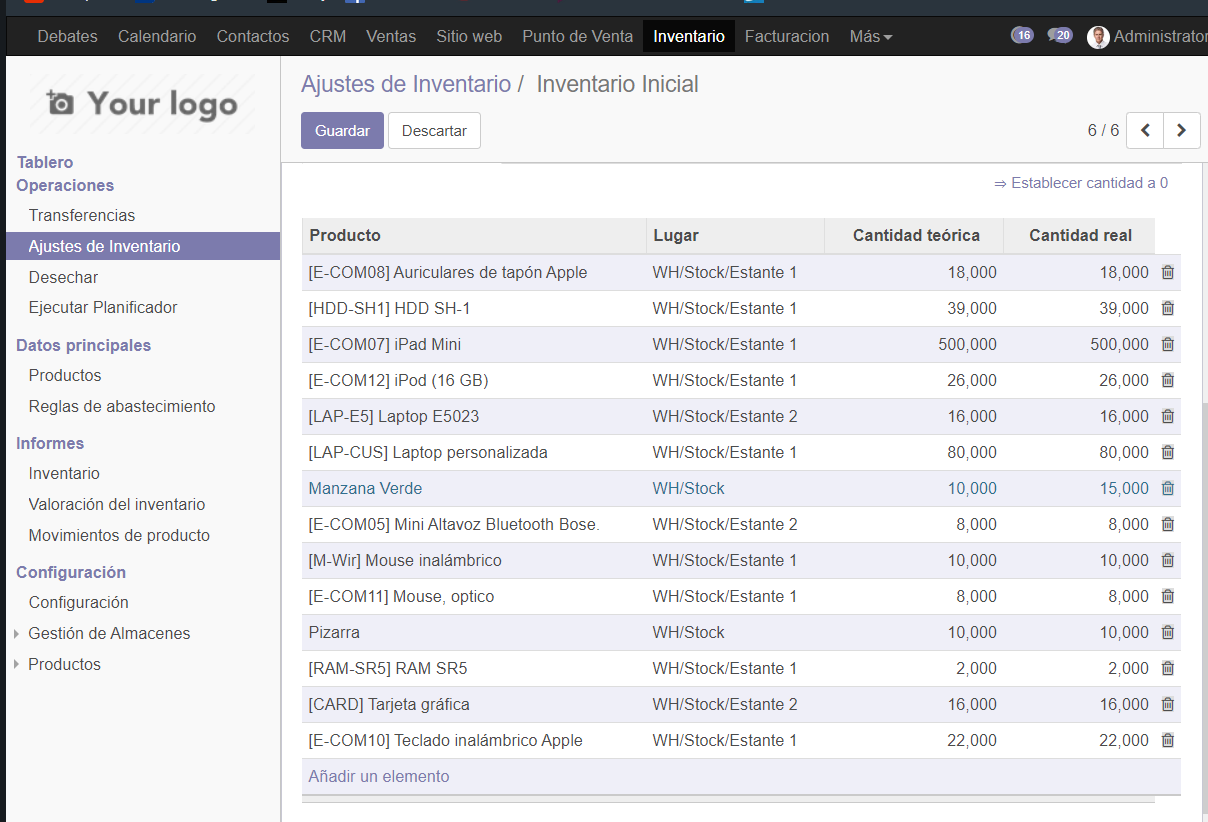 Debates Calendario Contactos CRM Ventas Sitio web Punto de Venta Inventario Facturacion Más 16 20 Administrator
Your logo
Ajustes de Inventario / Inventario Inicial
Guardar Descartar 6 / 6
Tablero
Operaciones
Transferencias
Ajustes de Inventario
Desechar
Ejecutar Planificador
Datos principales
Productos
Reglas de abastecimiento
Informes
Inventario
Valoración del inventario
Movimientos de producto
Configuración
Configuración
Gestión de Almacenes
Productos
⇒ Establecer cantidad a 0
Producto Lugar Cantidad teórica Cantidad real
[E-COM08] Auriculares de tapón Apple WH/Stock/Estante 1 18,000 18,000
[HDD-SH1] HDD SH-1 WH/Stock/Estante 1 39,000 39,000
[E-COM07] iPad Mini WH/Stock/Estante 1 500,000 500,000
[E-COM12] iPod (16 GB) WH/Stock/Estante 1 26,000 26,000
[LAP-E5] Laptop E5023 WH/Stock/Estante 2 16,000 16,000
[LAP-CUS] Laptop personalizada WH/Stock/Estante 1 80,000 80,000
Manzana Verde WH/Stock 10,000 15,000
[E-COM05] Mini Altavoz Bluetooth Bose. WH/Stock/Estante 2 8,000 8,000
[M-Wir] Mouse inalámbrico WH/Stock/Estante 1 10,000 10,000
[E-COM11] Mouse, optico WH/Stock/Estante 1 8,000 8,000
Pizarra WH/Stock 10,000 10,000
[RAM-SR5] RAM SR5 WH/Stock/Estante 1 2,000 2,000
[CARD] Tarjeta gráfica WH/Stock/Estante 2 16,000 16,000
[E-COM10] Teclado inalámbrico Apple WH/Stock/Estante 1 22,000 22,000
Añadir un elemento